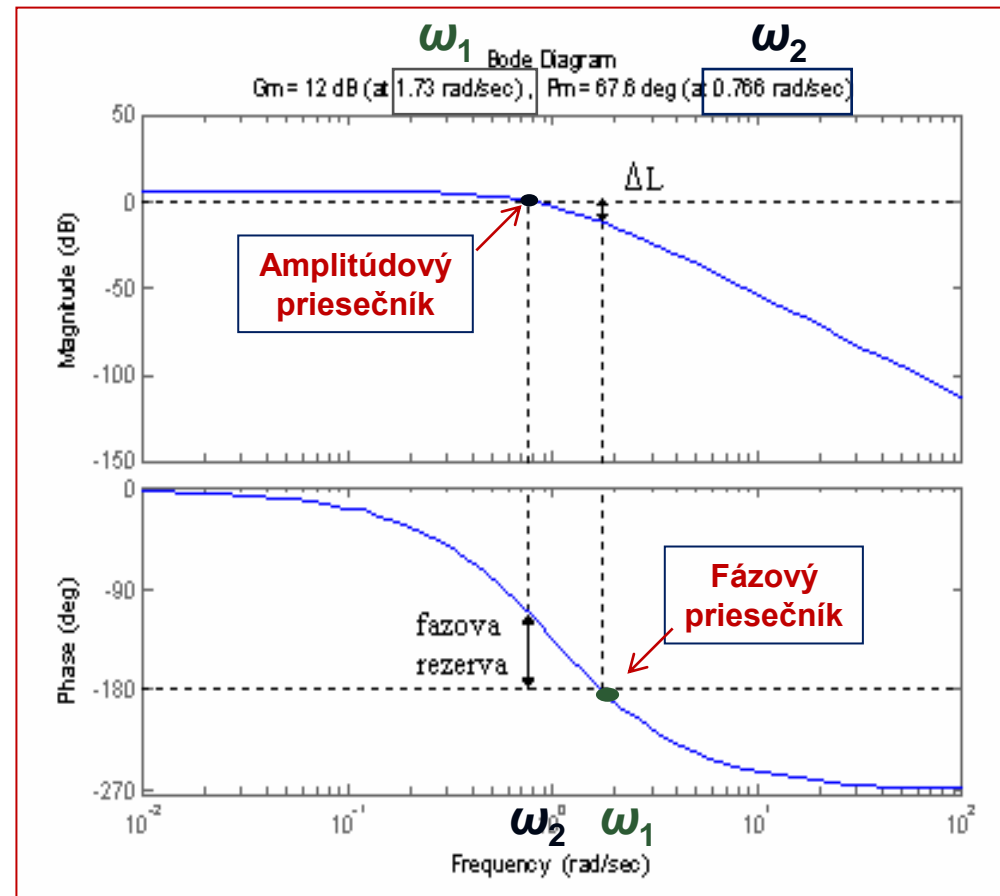 ω1 ω2
Bode Diagram
Gm = 12 dB (at 1.73 rad/sec) , Pm = 67.6 deg (at 0.766 rad/sec)
50
0
-50
-100
-150
Magnitude (dB)
ΔL
Amplitúdový
priesečník
0
-90
-180
-270
Phase (deg)
fazova
rezerva
Fázový
priesečník
10⁻² 10⁻¹ 10⁰ 10¹ 10²
ω2 ω1
Frequency (rad/sec)